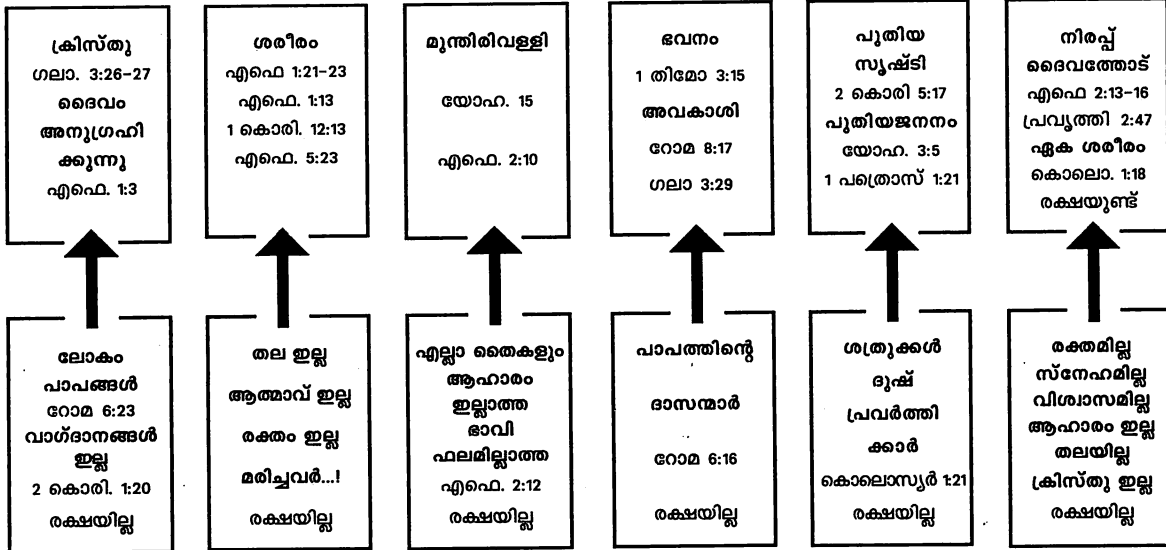 ക്രിസ്തു
ഗലാ. 3:26-27
ദൈവം
അനുഗ്രഹി
ക്കുന്നു
എഫെ. 1:3
ശരീരം
എഫെ 1:21-23
എഫെ. 1:13
1 കൊരി. 12:13
എഫെ. 5:23
മുന്തിരിവള്ളി
യോഹ. 15
എഫെ. 2:10
ഭവനം
1 തിമോ 3:15
അവകാശി
റോമ 8:17
ഗലാ 3:29
പുതിയ
സൃഷ്ടി
2 കൊരി 5:17
പുതിയജനനം
യോഹ. 3:5
1 പത്രൊസ് 1:21
നിരപ്പ്
ദൈവത്തോട്
എഫെ 2:13-16
പ്രവൃത്തി 2:47
ഏക ശരീരം
കൊലൊ. 1:18
രക്ഷയുണ്ട്
ലോകം
പാപങ്ങൾ
റോമ 6:23
വാഗ്ദാനങ്ങൾ
ഇല്ല
2 കൊരി. 1:20
രക്ഷയില്ല
തല ഇല്ല
ആത്മാവ് ഇല്ല
രക്തം ഇല്ല
മരിച്ചവർ...!
രക്ഷയില്ല
എല്ലാ തൈകളും
ആഹാരം
ഇല്ലാത്ത
ഭാവി
ഫലമില്ലാത്ത
എഫെ. 2:12
രക്ഷയില്ല
പാപത്തിന്റെ
ദാസന്മാർ
റോമ 6:16
രക്ഷയില്ല
ശത്രുക്കൾ
ദുഷ്
പ്രവർത്തി
ക്കാർ
കൊലൊസ്യർ 1:21
രക്ഷയില്ല
രക്തമില്ല
സ്നേഹമില്ല
വിശ്വാസമില്ല
ആഹാരം ഇല്ല
തലയില്ല
ക്രിസ്തു ഇല്ല
രക്ഷയില്ല